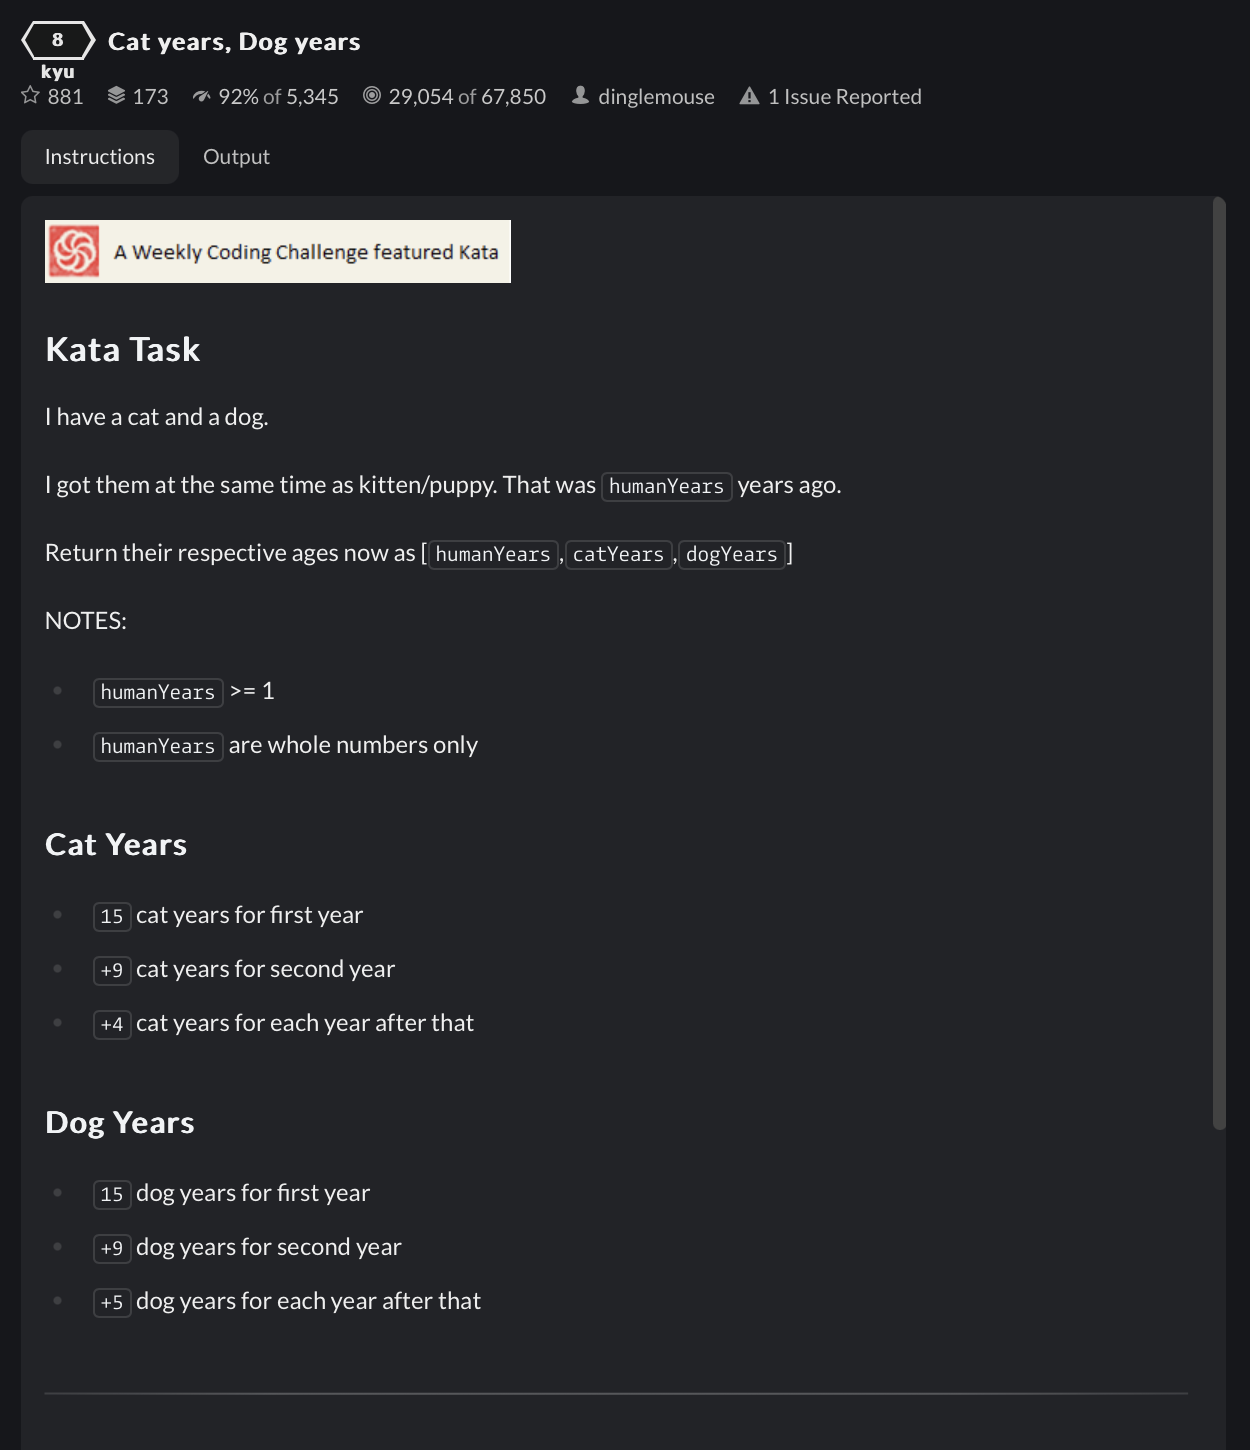 8 kyu Cat years, Dog years
881 173 92% of 5,345 29,054 of 67,850 dinglemouse 1 Issue Reported
Instructions Output
A Weekly Coding Challenge featured Kata
Kata Task
I have a cat and a dog.
I got them at the same time as kitten/puppy. That was humanYears years ago.
Return their respective ages now as [humanYears,catYears,dogYears]
NOTES:
humanYears >= 1
humanYears are whole numbers only
Cat Years
15 cat years for first year
+9 cat years for second year
+4 cat years for each year after that
Dog Years
15 dog years for first year
+9 dog years for second year
+5 dog years for each year after that